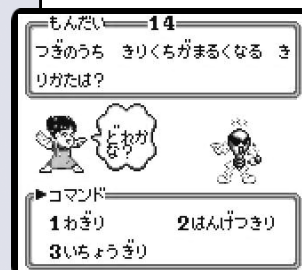 もんだい 14
つぎのうち きりくちがまるくなる き
りかたは?
どれかな?
▶コマンド
1わぎり 2はんげつきり
3いちょうぎり